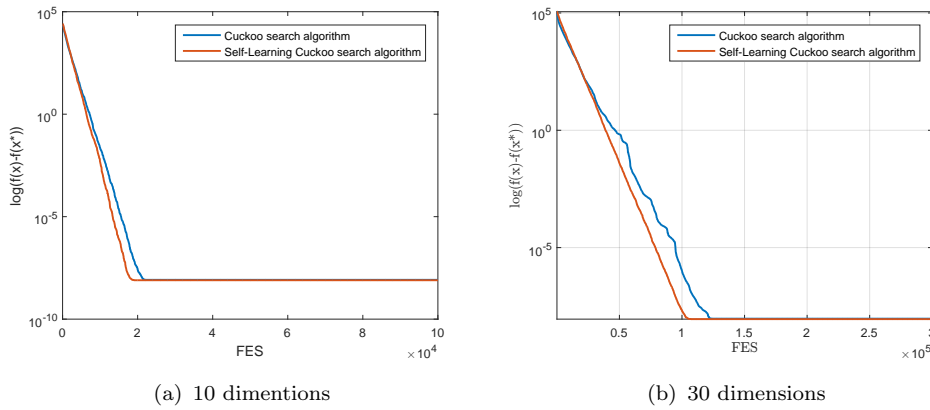 10^5
10^0
10^-5
10^-10
log(f(x)-f(x*))
0 2 4 6 8 10
FES
× 10^4
Cuckoo search algorithm
Self-Learning Cuckoo search algorithm
(a) 10 dimentions
10^5
10^0
10^-5
log(f(x)-f(x*))
0.5 1 1.5 2 2.5 3
FES
× 10^5
Cuckoo search algorithm
Self-Learning Cuckoo search algorithm
(b) 30 dimensions